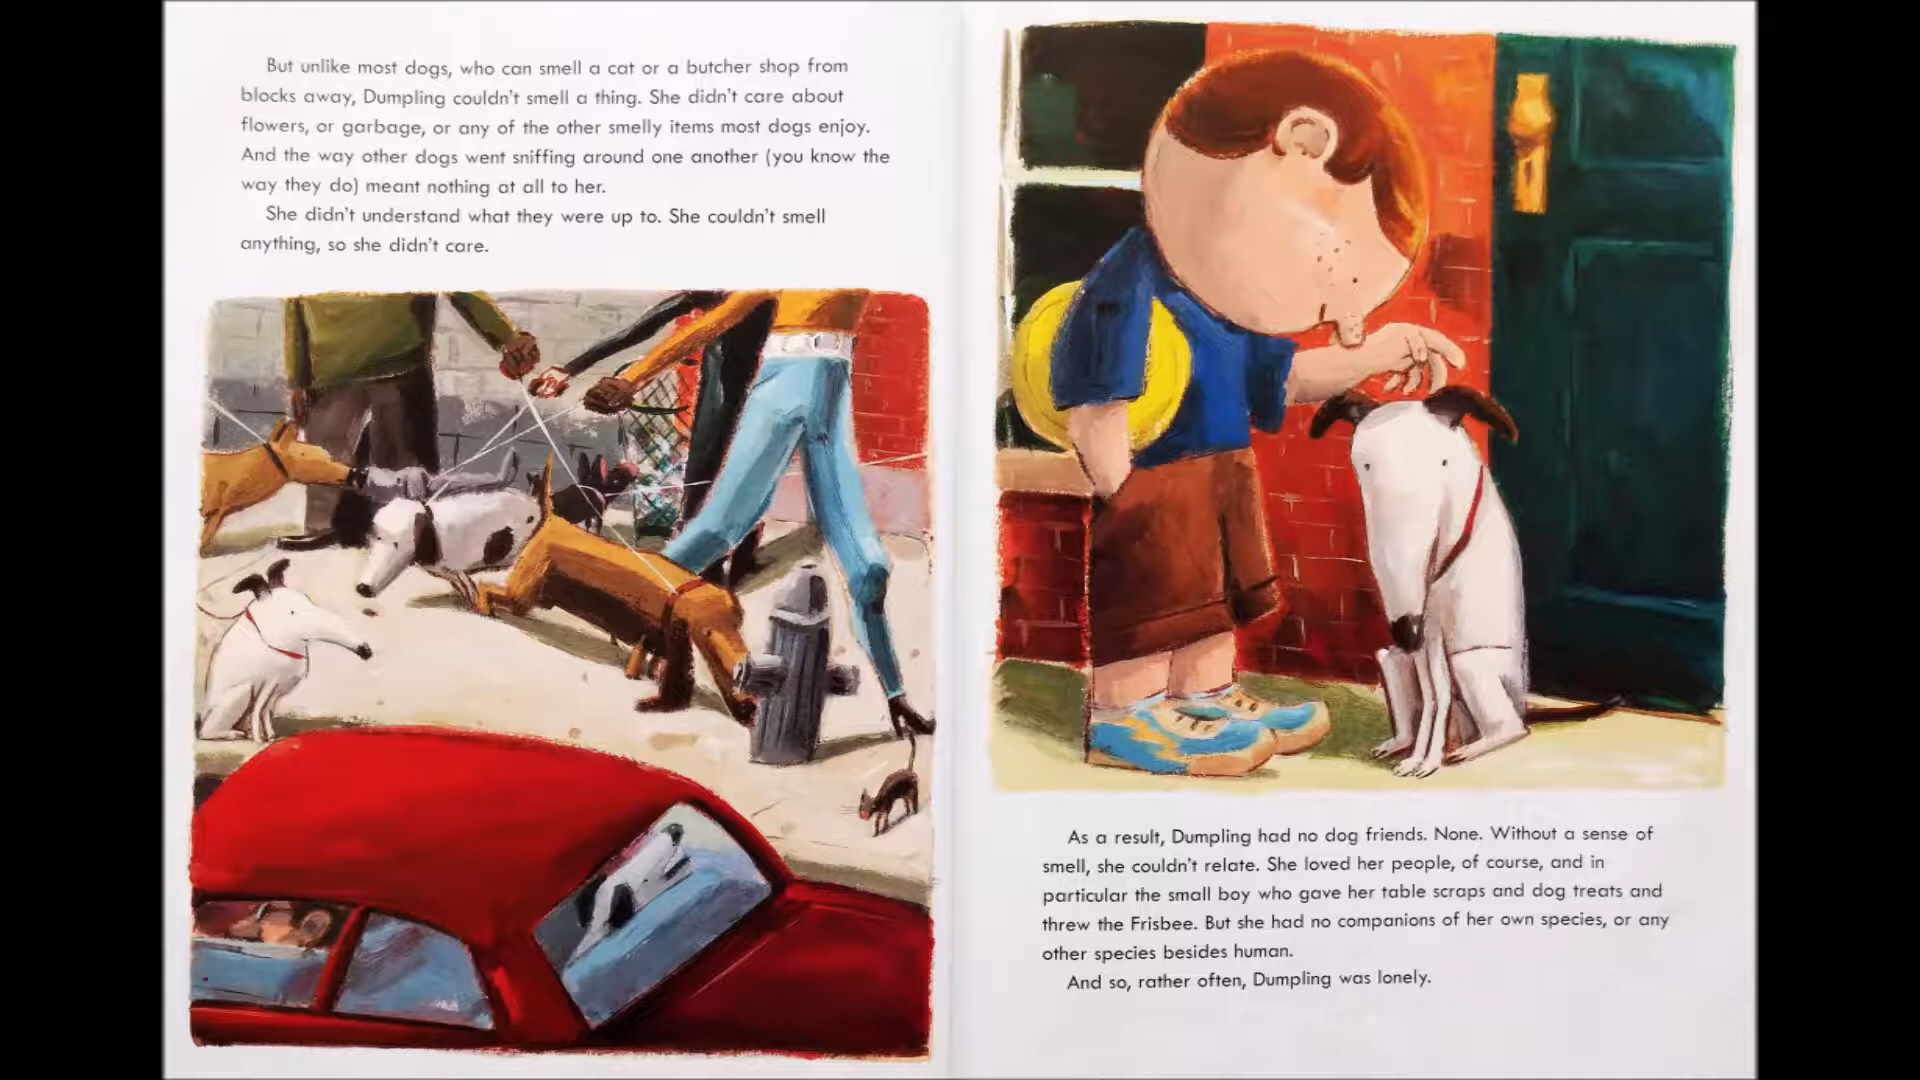 But unlike most dogs, who can smell a cat or a butcher shop from
blocks away, Dumpling couldn't smell a thing. She didn't care about
flowers, or garbage, or any of the other smelly items most dogs enjoy.
And the way other dogs went sniffing around one another (you know the
way they do) meant nothing at all to her.
She didn't understand what they were up to. She couldn't smell
anything, so she didn't care.
As a result, Dumpling had no dog friends. None. Without a sense of
smell, she couldn't relate. She loved her people, of course, and in
particular the small boy who gave her table scraps and dog treats and
threw the Frisbee. But she had no companions of her own species, or any
other species besides human.
And so, rather often, Dumpling was lonely.